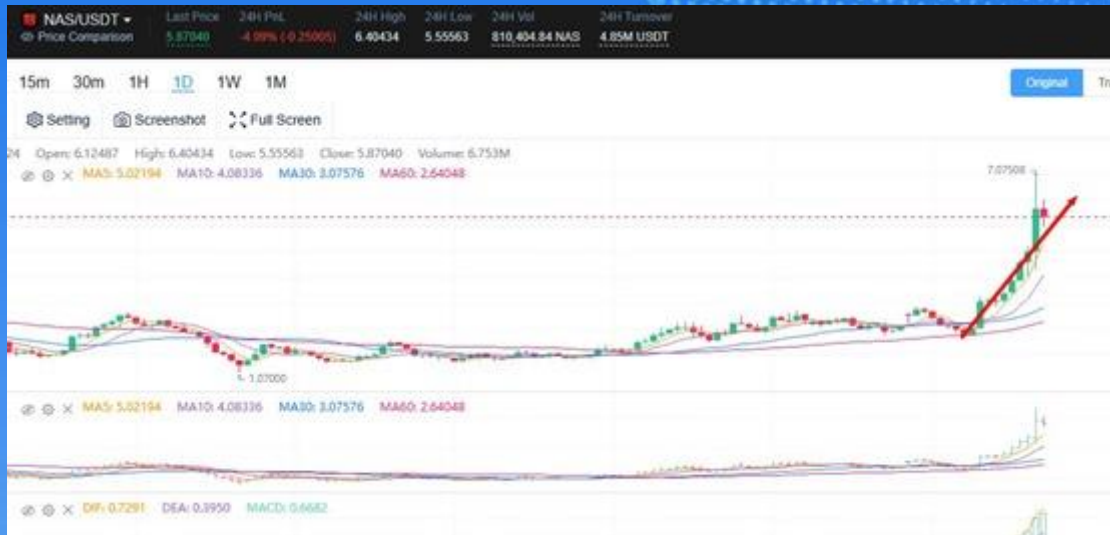 NAS/USDT
Last Price 24H PnL 24H High 24H Low 24H Vol 24H Turnover
Price Comparison 5.87040 -4.09% (-0.25005) 6.40434 5.55563 810,404.84 NAS 4.85M USDT
15m 30m 1H 1D 1W 1M
Original
Setting Screenshot Full Screen
24 Open: 6.12487 High: 6.40434 Low: 5.55563 Close: 5.87040 Volume: 6.753M
MA5: 5.02194 MA10: 4.08336 MA30: 3.07576 MA60: 2.64048
7.07508
1.07000
MA5: 5.02194 MA10: 4.08336 MA30: 3.07576 MA60: 2.64048
DIF: 0.7291 DEA: 0.3950 MACD: 0.6682